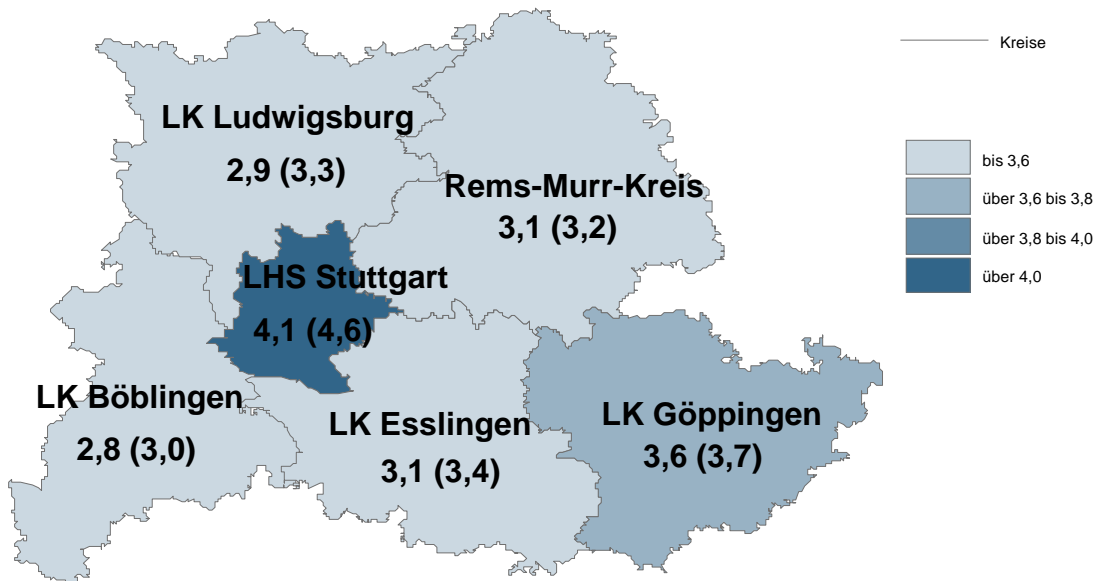 Kreise
LK Ludwigsburg
2,9 (3,3)
Rems-Murr-Kreis
3,1 (3,2)
LHS Stuttgart
4,1 (4,6)
LK Böblingen
2,8 (3,0)
LK Esslingen
3,1 (3,4)
LK Göppingen
3,6 (3,7)
bis 3,6
über 3,6 bis 3,8
über 3,8 bis 4,0
über 4,0